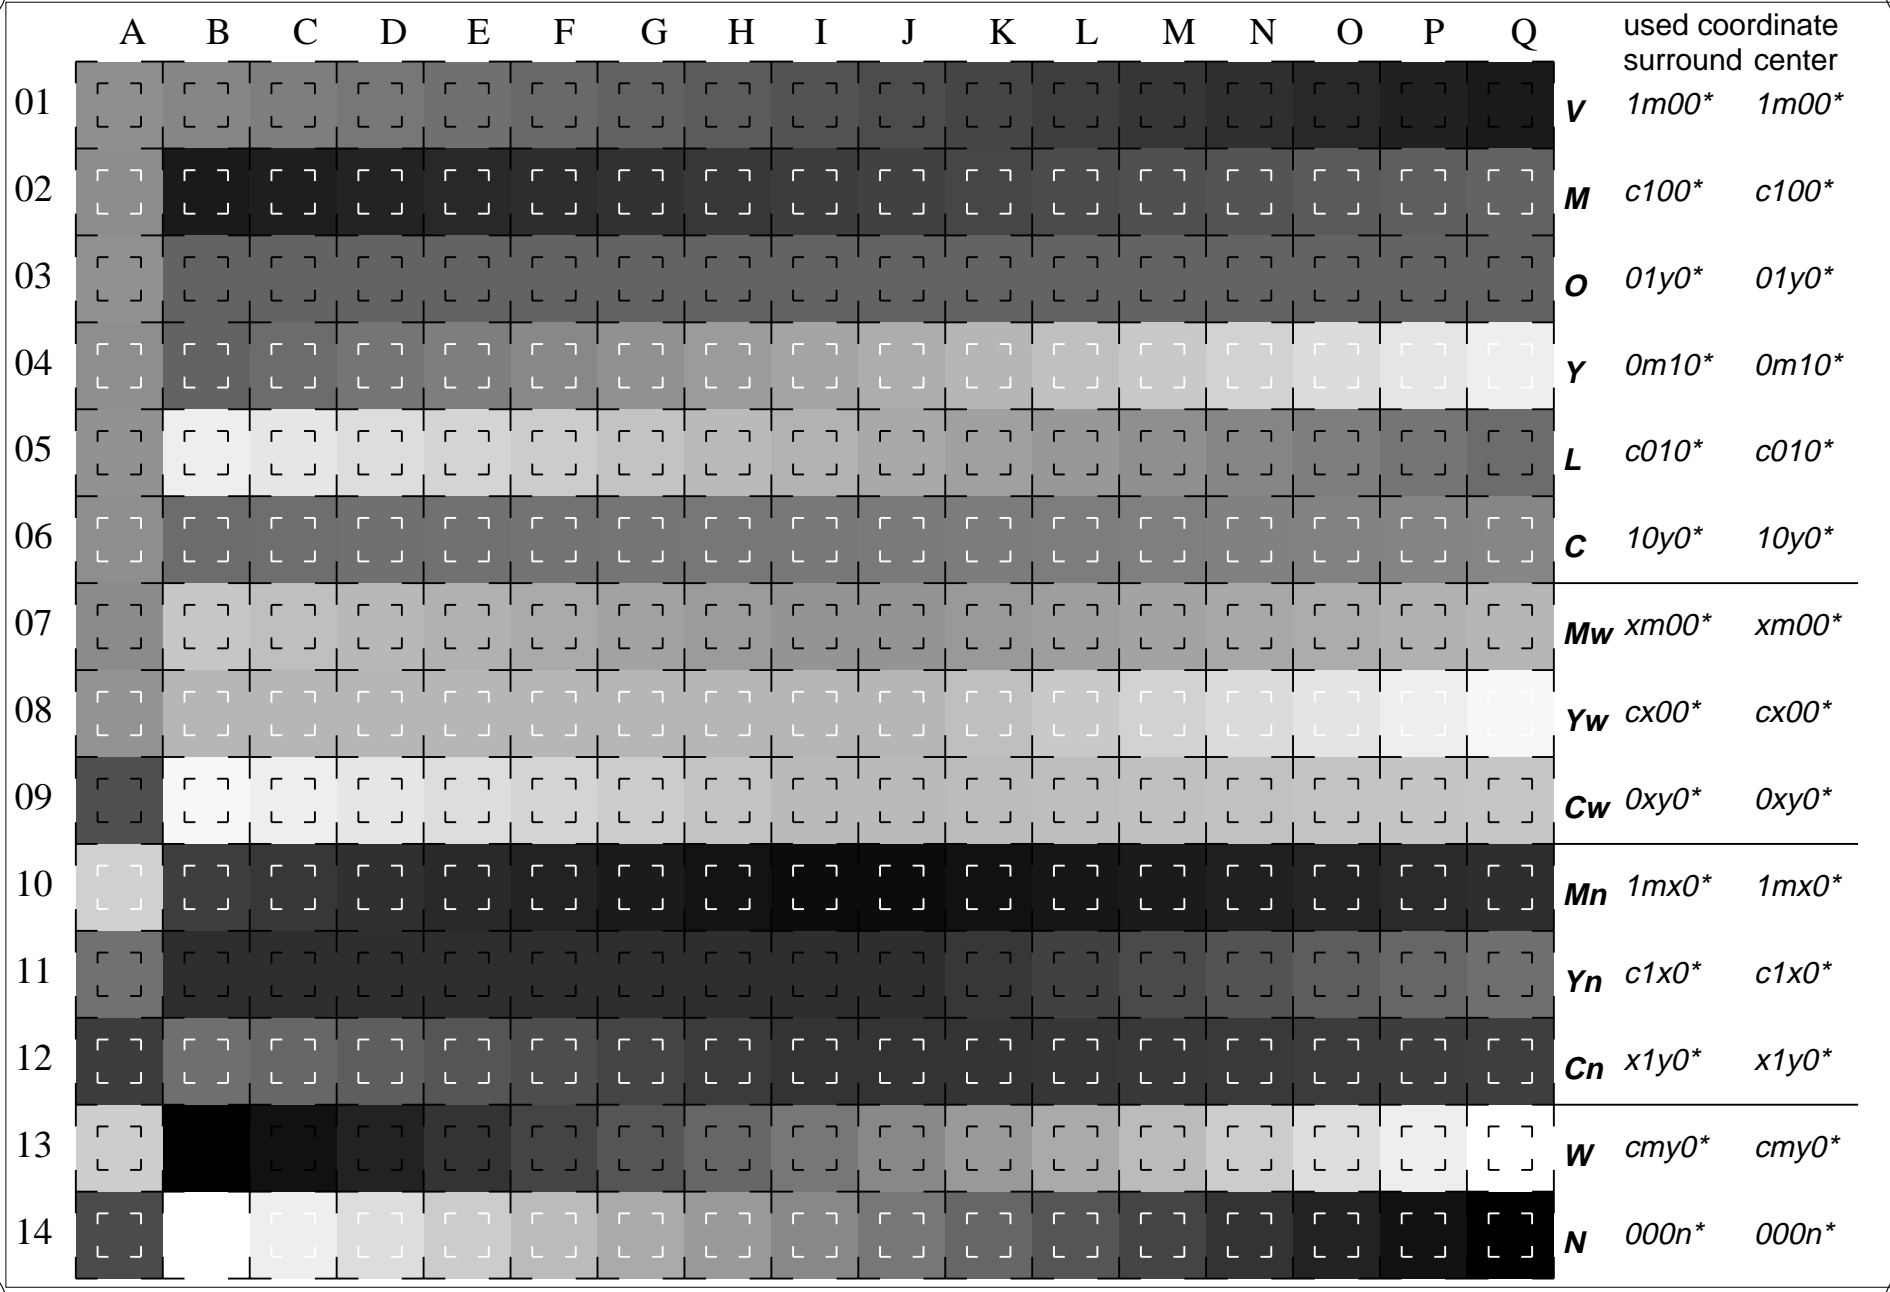 A B C D E F G H I J K L M N O P Q used coordinate
surround center
01 V 1m00* 1m00*
02 M c100* c100*
03 O 01y0* 01y0*
04 Y 0m10* 0m10*
05 L c010* c010*
06 C 10y0* 10y0*
07 Mw xm00* xm00*
08 Yw cx00* cx00*
09 Cw 0xy0* 0xy0*
10 Mn 1mx0* 1mx0*
11 Yn c1x0* c1x0*
12 Cn x1y0* x1y0*
13 W cmy0* cmy0*
14 N 000n* 000n*